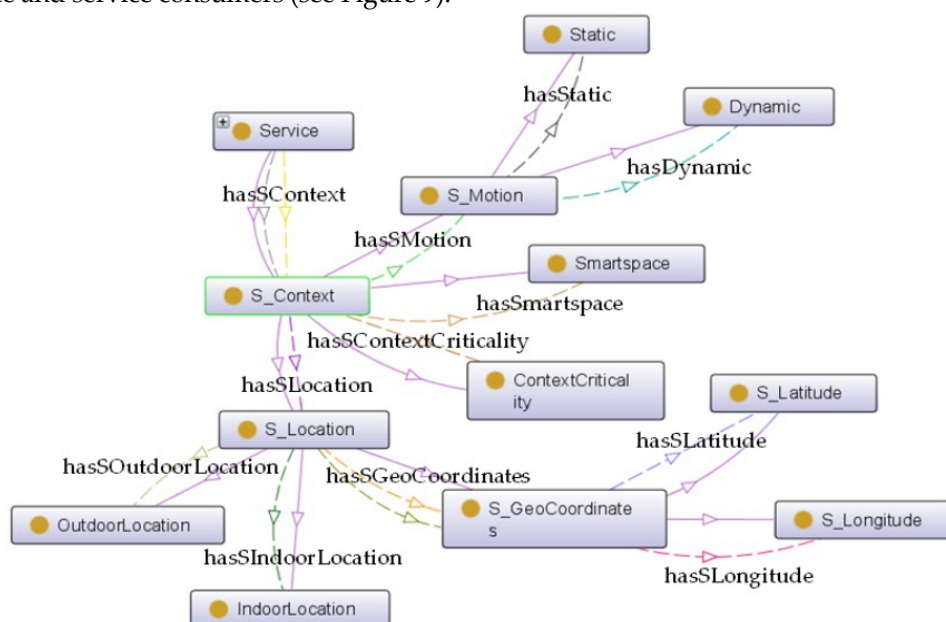 and service consumers (see Figure 9).
Static
hasStatic
Dynamic
Service
hasDynamic
hasSContext
S_Motion
hasSMotion
Smartspace
S_Context
hasSmartspace
hasSContextCriticality
ContextCritical
ity
hasSLocation
S_Latitude
S_Location
hasSLatitude
hasSOutdoorLocation
hasSGeoCoordinates
S_GeoCoordinate
s
OutdoorLocation
S_Longitude
hasSIndoorLocation
hasSLongitude
IndoorLocation